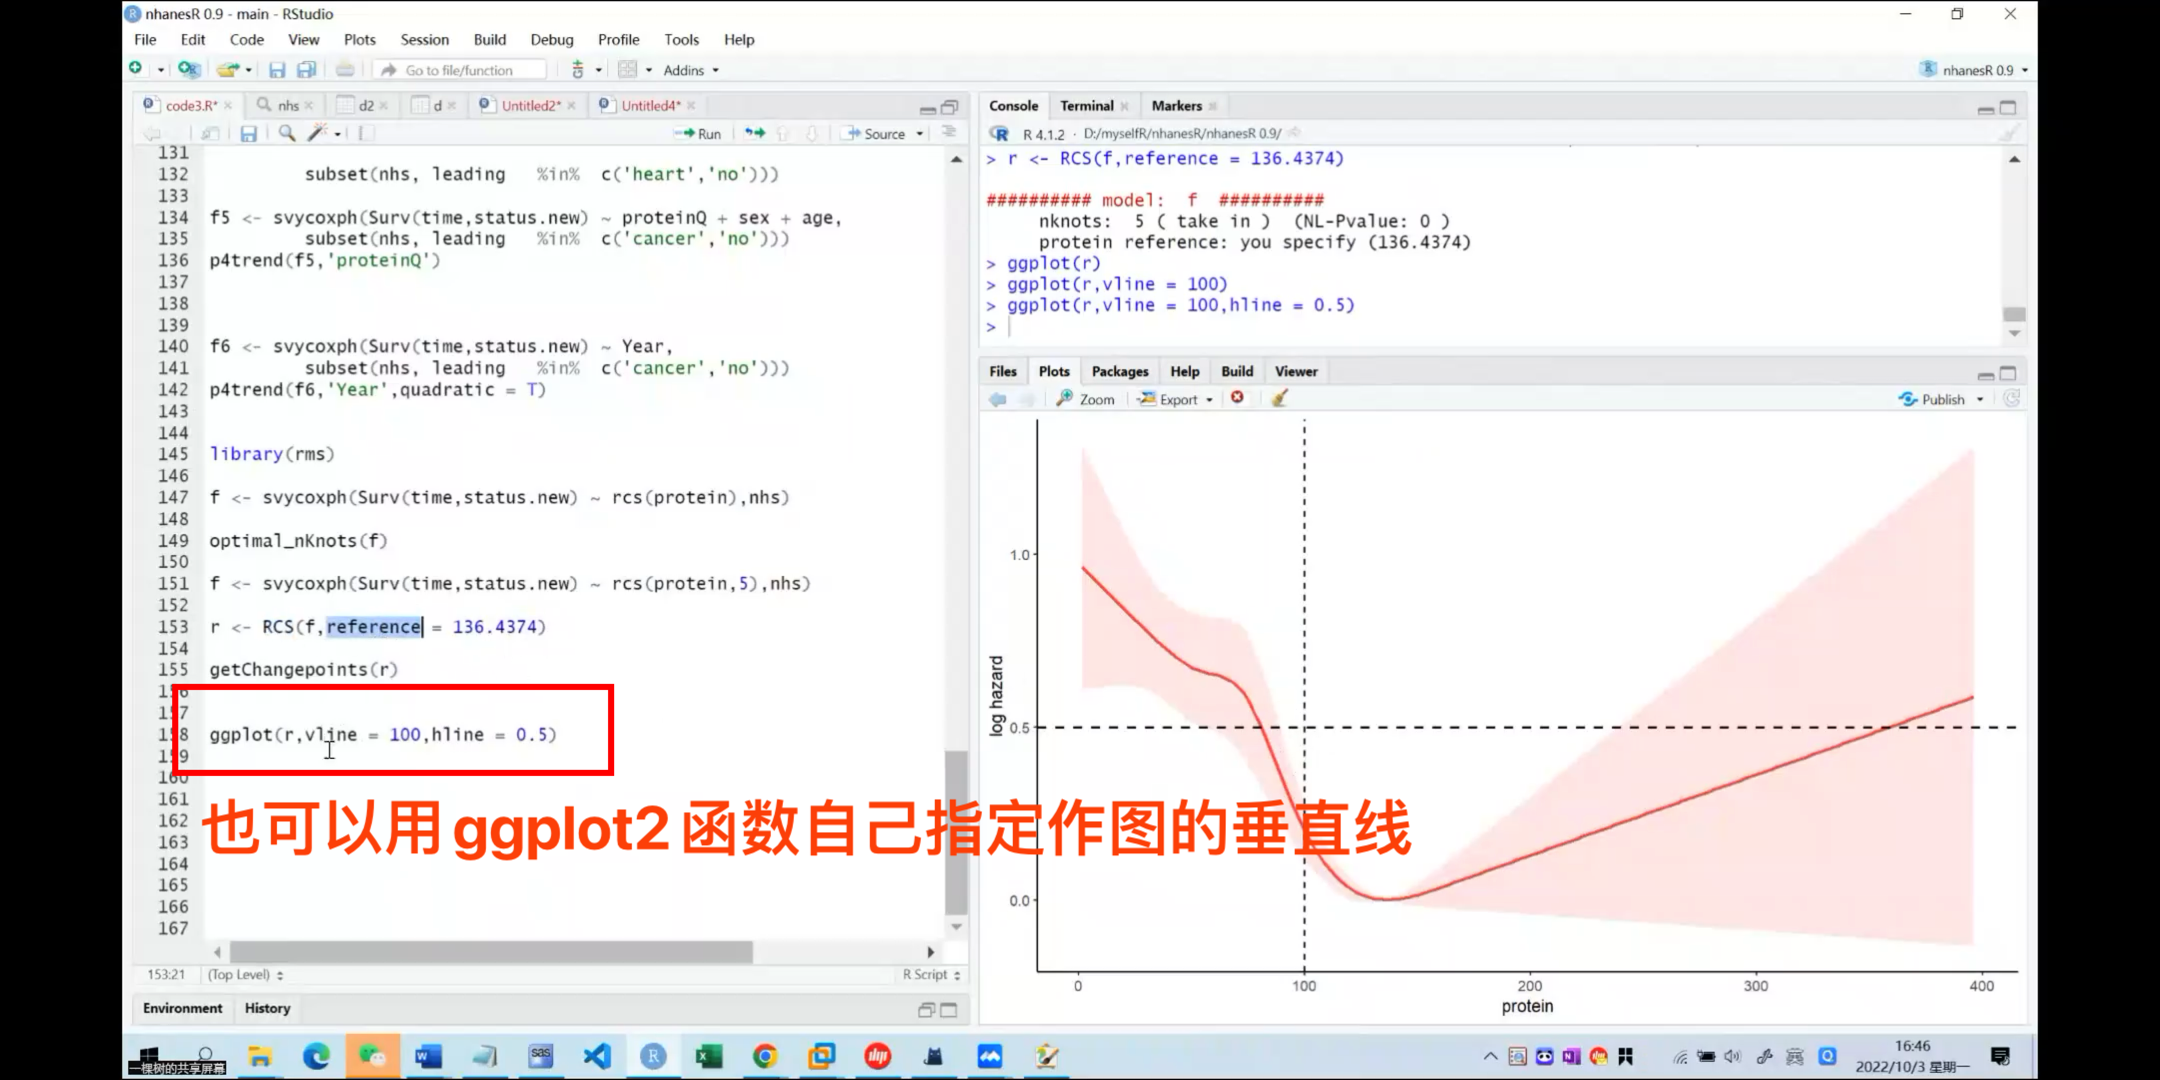 nhanesR 0.9 - main - RStudio
File Edit Code View Plots Session Build Debug Profile Tools Help
Go to file/function
Addins
nhanesR 0.9
code3.R*
nhs
d2
d
Untitled2*
Untitled4*
Run
Source
131
132 subset(nhs, leading %in% c('heart','no')))
133
134 f5 <- svycoxph(Surv(time,status.new) ~ proteinQ + sex + age,
135 subset(nhs, leading %in% c('cancer','no')))
136 p4trend(f5,'proteinQ')
137
138
139
140 f6 <- svycoxph(Surv(time,status.new) ~ Year,
141 subset(nhs, leading %in% c('cancer','no')))
142 p4trend(f6,'Year',quadratic = T)
143
144
145 library(rms)
146
147 f <- svycoxph(Surv(time,status.new) ~ rcs(protein),nhs)
148
149 optimal_nKnots(f)
150
151 f <- svycoxph(Surv(time,status.new) ~ rcs(protein,5),nhs)
152
153 r <- RCS(f,reference = 136.4374)
154
155 getChangepoints(r)
156
157
158 ggplot(r,vline = 100,hline = 0.5)
159
160
161
162
163
164
165
166
167
也可以用ggplot2函数自己指定作图的垂直线
153:21 (Top Level) R Script
Environment History
Console Terminal Markers
R 4.1.2 · D:/myselfR/nhanesR/nhanesR 0.9/
> r <- RCS(f,reference = 136.4374)
########## model: f ##########
nknots: 5 ( take in ) (NL-Pvalue: 0 )
protein reference: you specify (136.4374)
> ggplot(r)
> ggplot(r,vline = 100)
> ggplot(r,vline = 100,hline = 0.5)
>
Files Plots Packages Help Build Viewer
Zoom Export Publish
log hazard
1.0
0.5
0.0
0 100 200 300 400
protein
一棵树的共享屏幕
16:46
2022/10/3 星期一